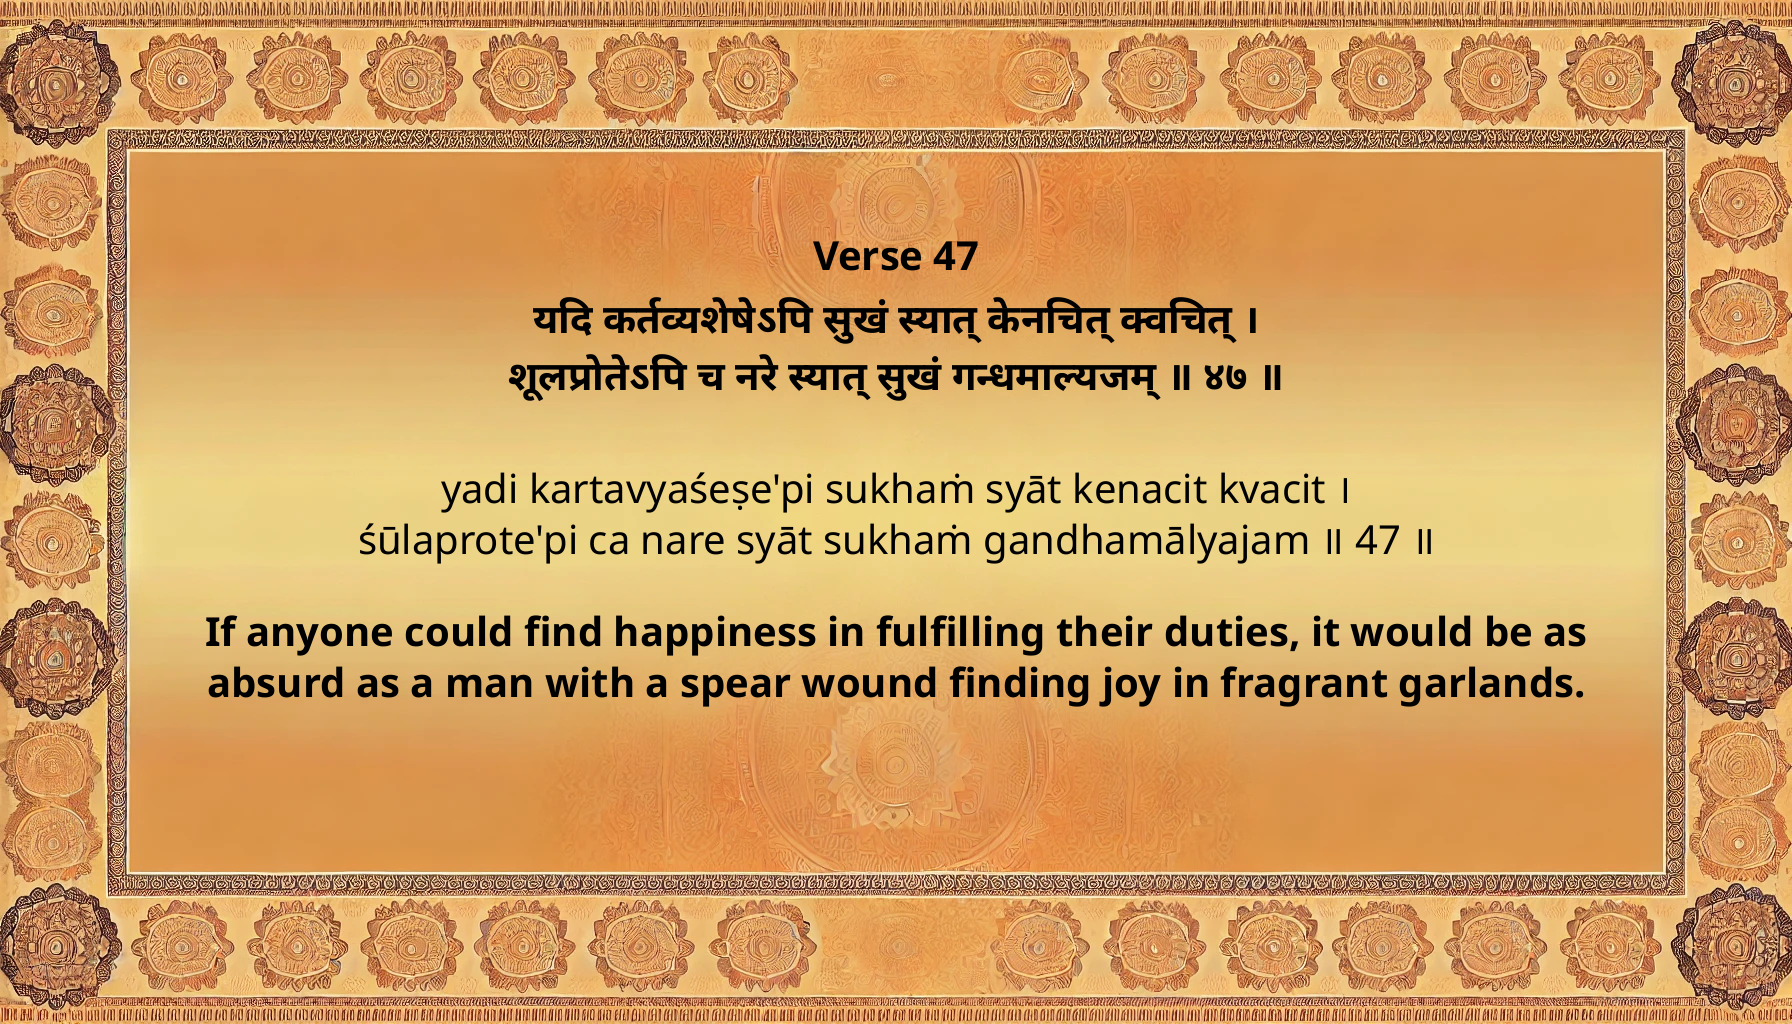 Verse 47
यदि कर्तव्यशेषेऽपि सुखं स्यात् केनचित् क्वचित् ।
शूलप्रोतेऽपि च नरे स्यात् सुखं गन्धमाल्यजम् ॥ ४७ ॥
yadi kartavyaśeṣe'pi sukhaṁ syāt kenacit kvacit ।
śūlaprote'pi ca nare syāt sukhaṁ gandhamālyajam ॥ 47 ॥
If anyone could find happiness in fulfilling their duties, it would be as
absurd as a man with a spear wound finding joy in fragrant garlands.